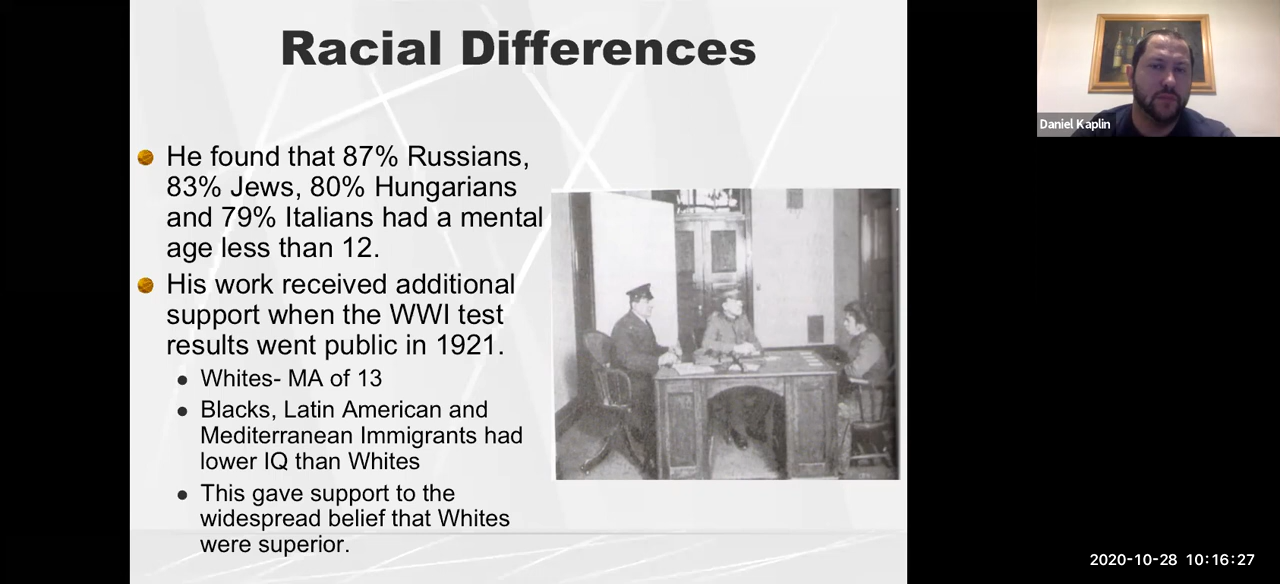 Racial Differences
He found that 87% Russians,
83% Jews, 80% Hungarians
and 79% Italians had a mental
age less than 12.
His work received additional
support when the WWI test
results went public in 1921.
Whites- MA of 13
Blacks, Latin American and
Mediterranean Immigrants had
lower IQ than Whites
This gave support to the
widespread belief that Whites
were superior.
Daniel Kaplin
2020-10-28 10:16:27